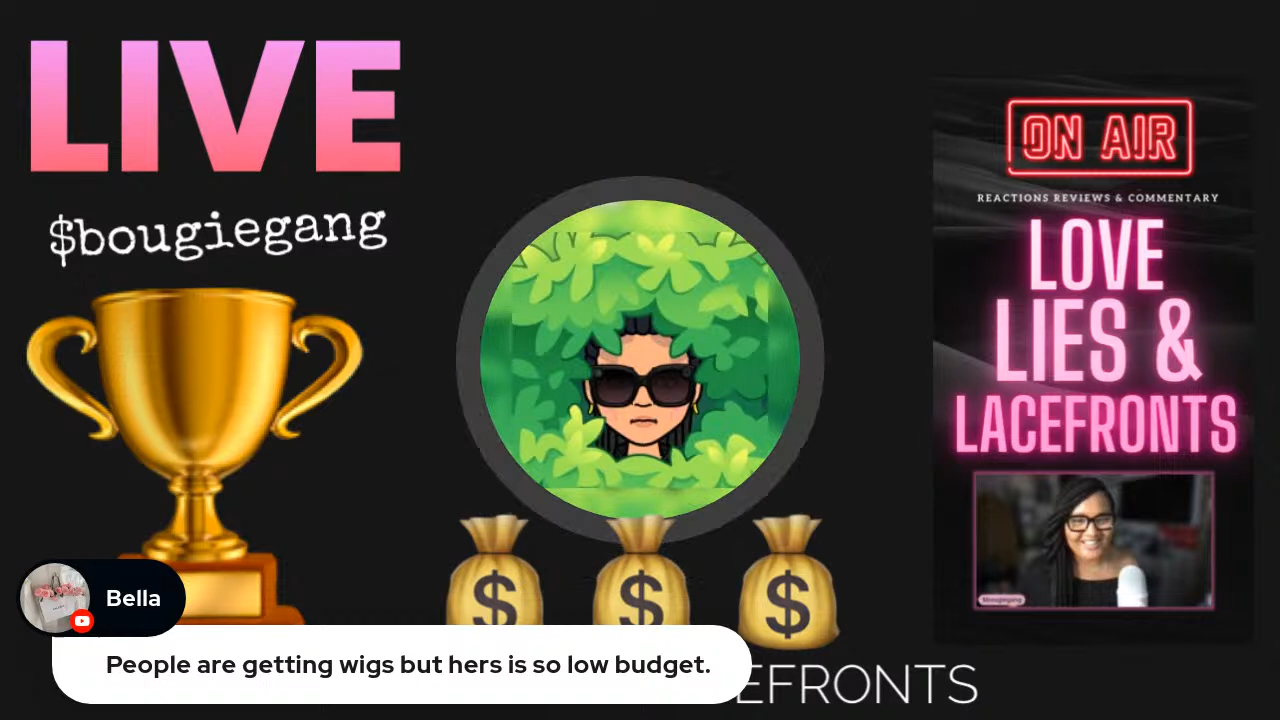 LIVE
$bougiegang
ON AIR
REACTIONS REVIEWS & COMMENTARY
LOVE
LIES &
LACEFRONTS
$ $ $
Bella
People are getting wigs but hers is so low budget.
EFRONTS